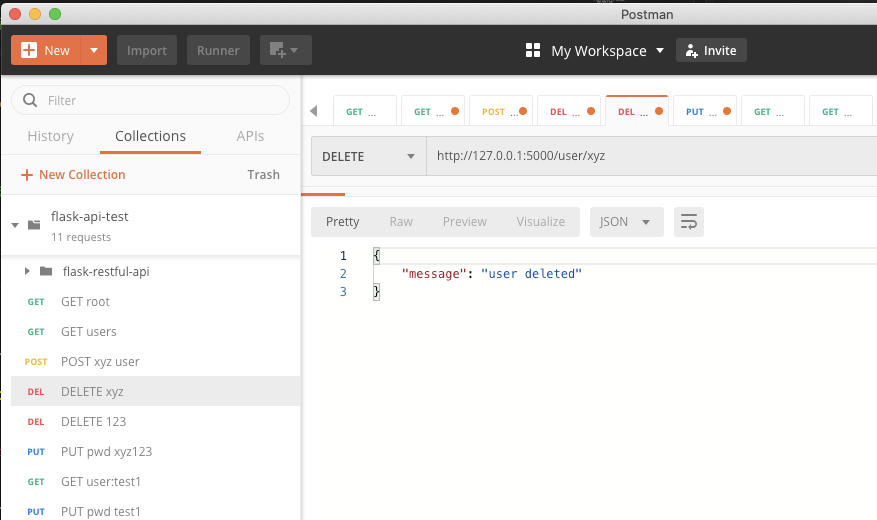 Postman
New
Import
Runner
My Workspace
Invite
Filter
History Collections APIs
New Collection Trash
flask-api-test
11 requests
flask-restful-api
GET GET root
GET GET users
POST POST xyz user
DEL DELETE xyz
DEL DELETE 123
PUT PUT pwd xyz123
GET GET user:test1
PUT PUT pwd test1
GET ... GET ... POST ... DEL ... DEL ... PUT ... GET ... GET ...
DELETE http://127.0.0.1:5000/user/xyz
Pretty Raw Preview Visualize JSON
1 {
2 "message": "user deleted"
3 }